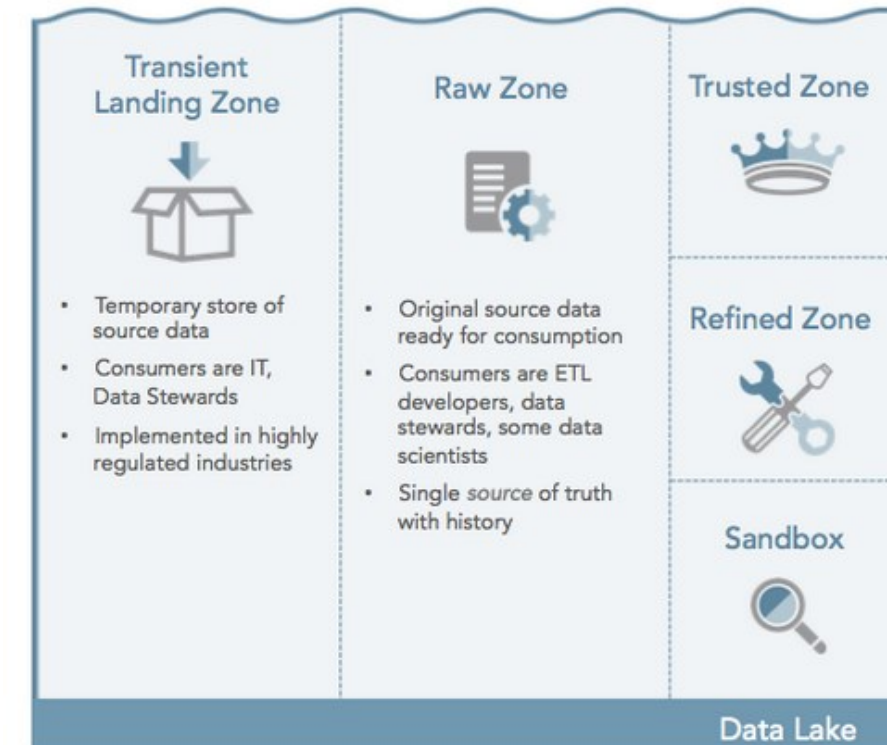 Transient
Landing Zone
• Temporary store of
source data
• Consumers are IT,
Data Stewards
• Implemented in highly
regulated industries
Raw Zone
• Original source data
ready for consumption
• Consumers are ETL
developers, data
stewards, some data
scientists
• Single source of truth
with history
Trusted Zone
Refined Zone
Sandbox
Data Lake